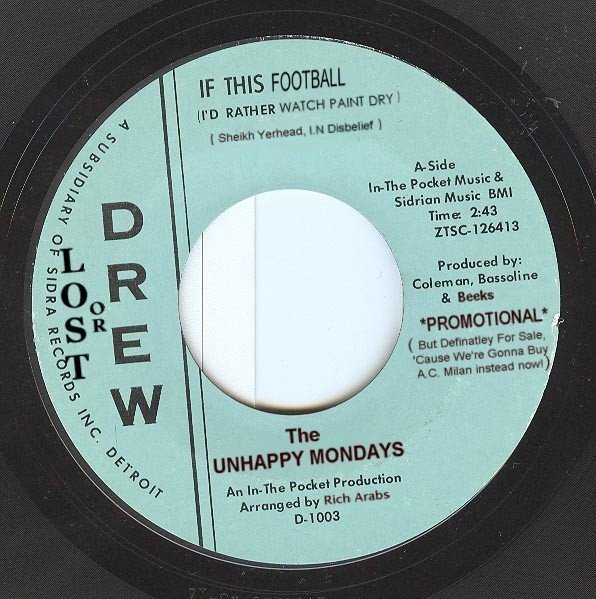 IF THIS FOOTBALL
(I'D RATHER WATCH PAINT DRY)
( Sheikh Yerhead, I.N Disbelief )
A-Side
In-The Pocket Music &
Sidrian Music BMI
Time: 2:43
ZTSC-126413
Produced by:
Coleman, Bassoline
& Beeks
*PROMOTIONAL*
( But Definatley For Sale,
'Cause We're Gonna Buy
A.C. Milan instead now!)
DREW
LOST
OR
A SUBSIDIARY OF SIDRA RECORDS INC. DETROIT
The
UNHAPPY MONDAYS
An In-The Pocket Production
Arranged by Rich Arabs
D-1003